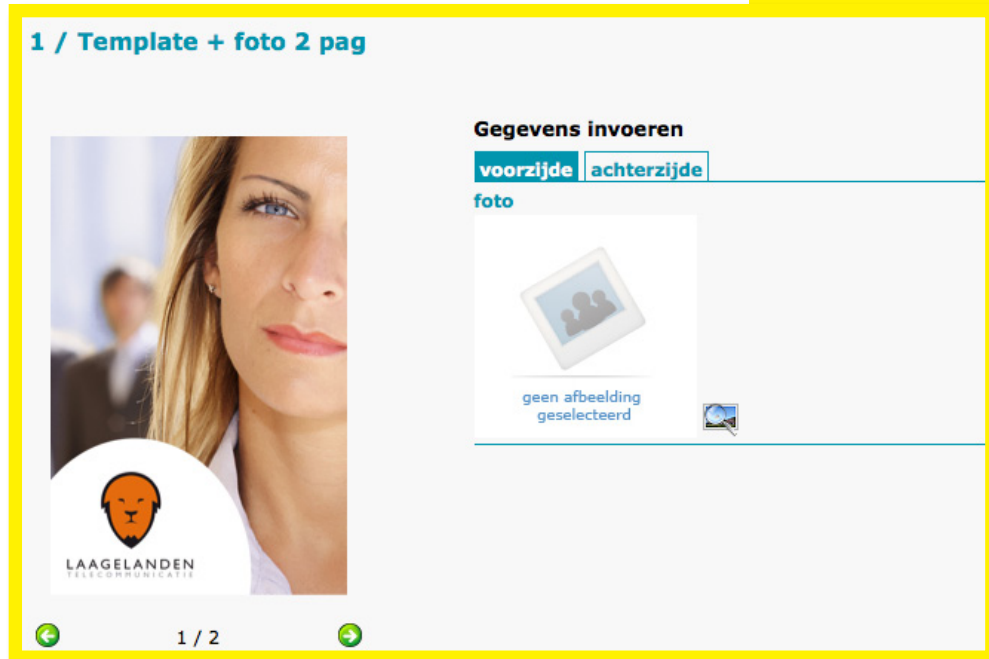 1 / Template + foto 2 pag
Gegevens invoeren
voorzijde achterzijde
foto
geen afbeelding
geselecteerd
LAAGELANDEN
TELECOMMUNICATIE
1 / 2